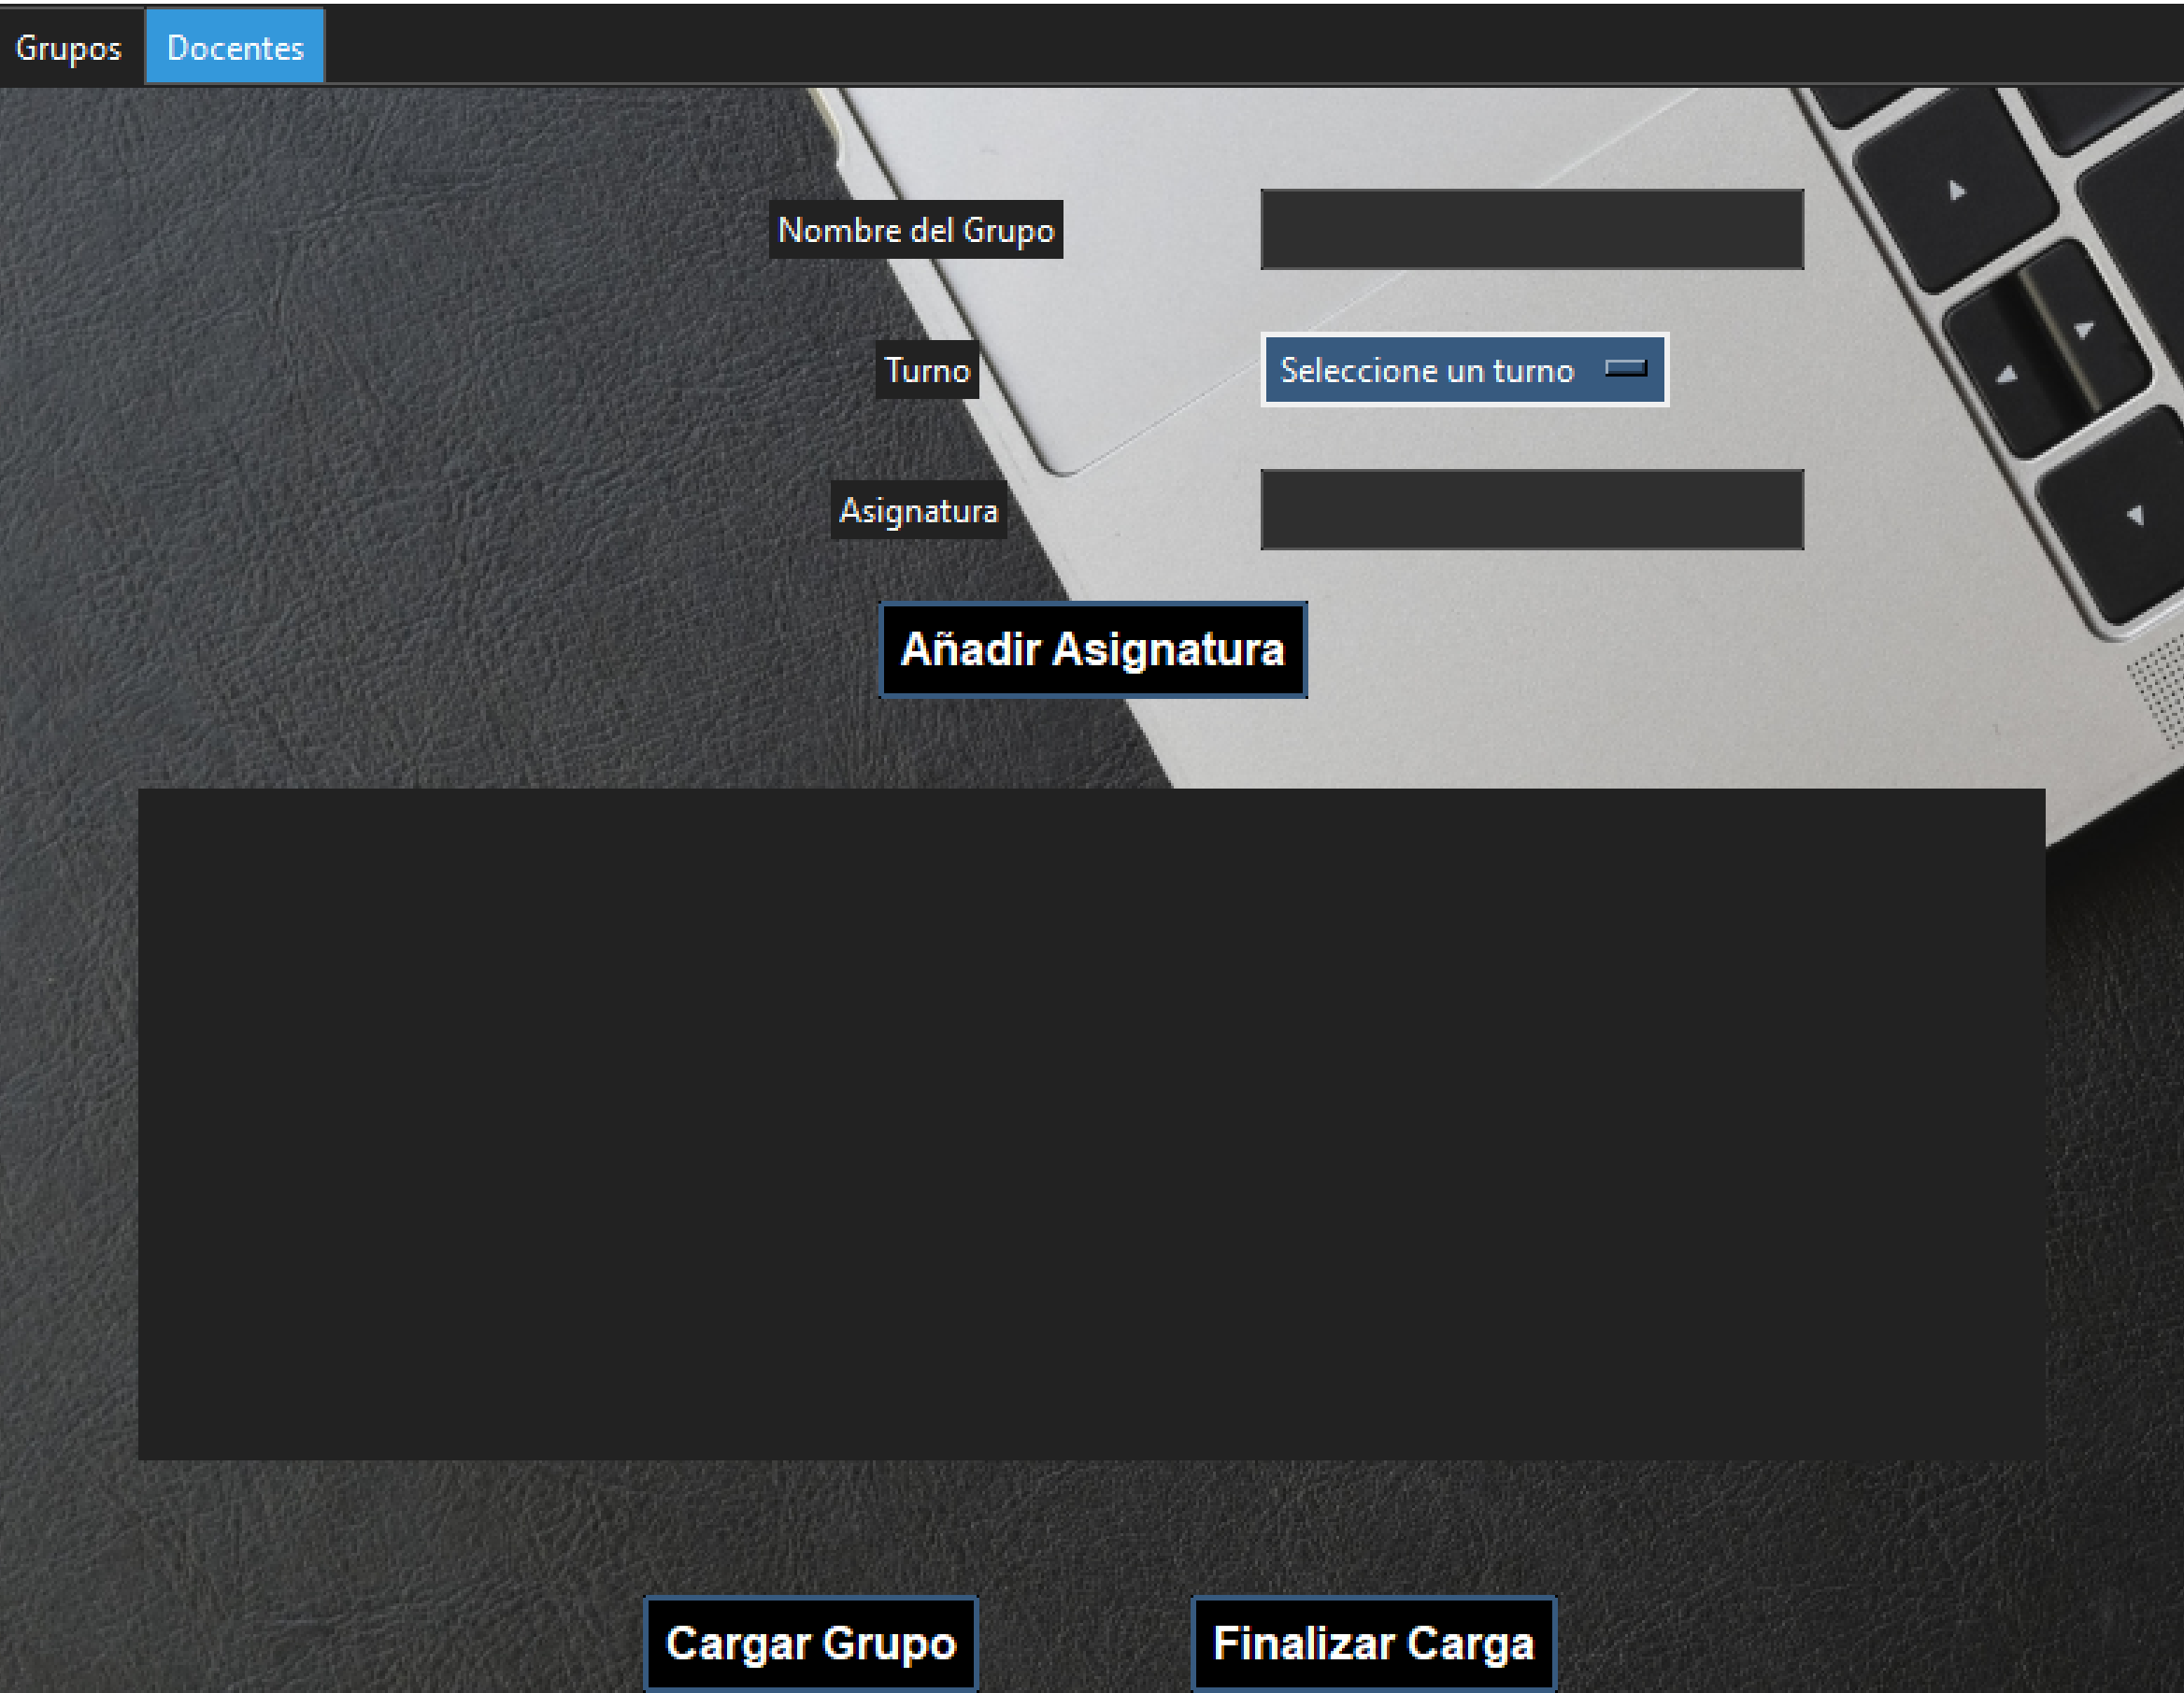 Grupos Docentes
Nombre del Grupo
Turno Seleccione un turno
Asignatura
Añadir Asignatura
Cargar Grupo Finalizar Carga